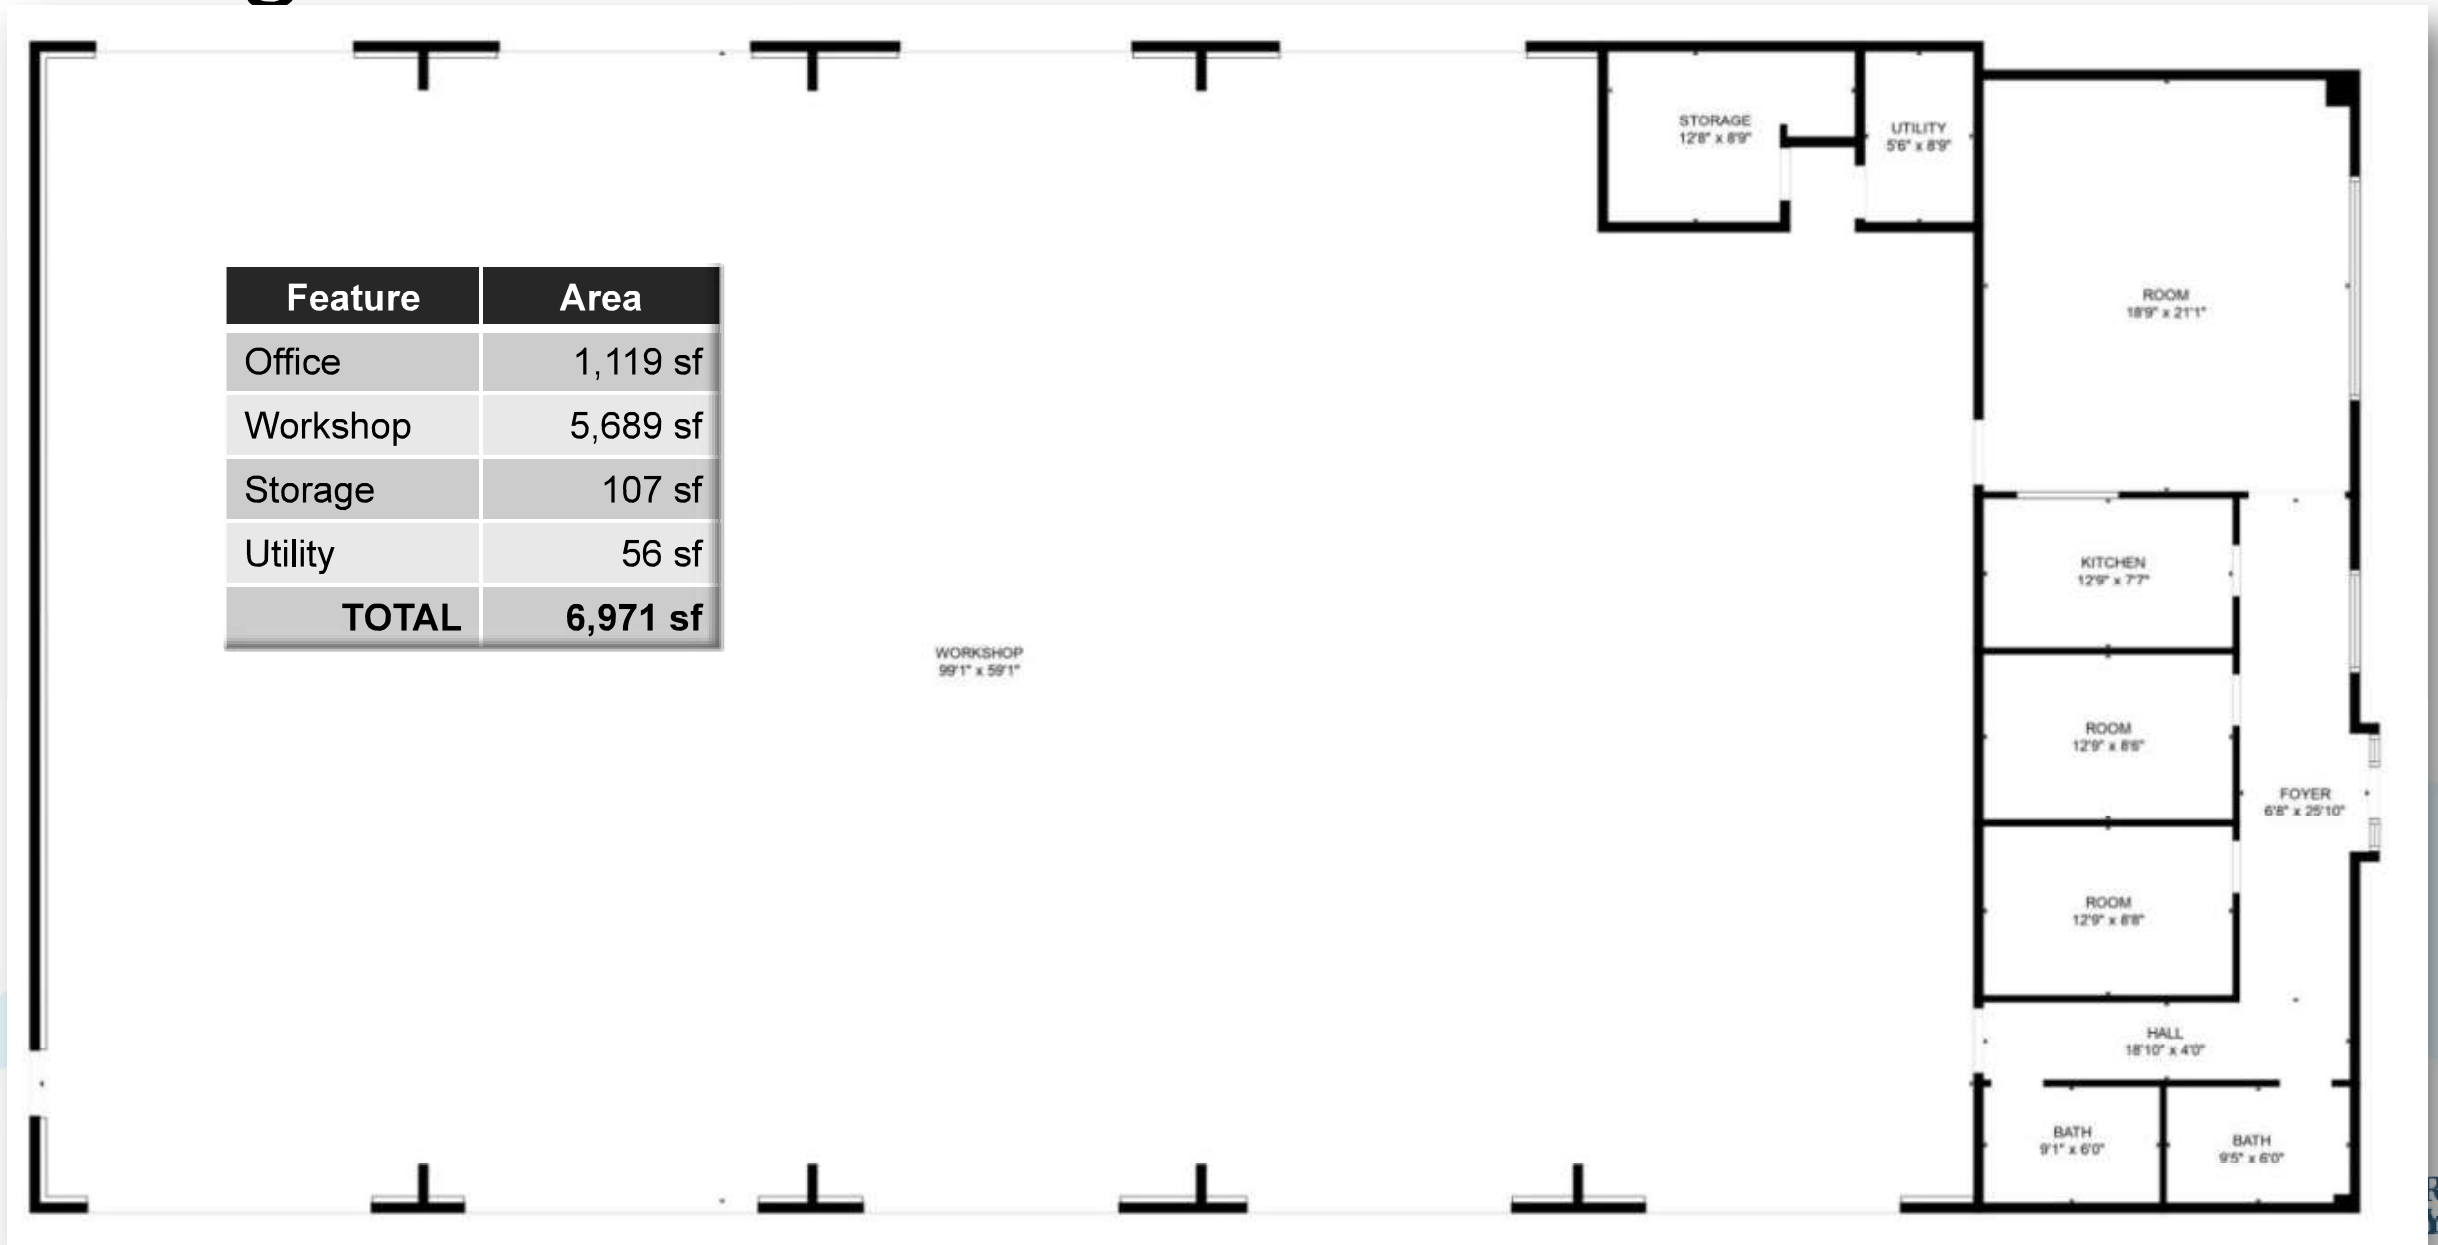 Feature Area
Office 1,119 sf
Workshop 5,689 sf
Storage 107 sf
Utility 56 sf
TOTAL 6,971 sf
STORAGE
12'8" x 8'9"
UTILITY
5'6" x 8'9"
ROOM
18'9" x 21'1"
KITCHEN
12'9" x 7'7"
WORKSHOP
99'1" x 59'1"
ROOM
12'9" x 8'6"
FOYER
6'8" x 25'10"
ROOM
12'9" x 8'8"
HALL
18'10" x 4'0"
BATH
9'1" x 6'0"
BATH
9'5" x 6'0"